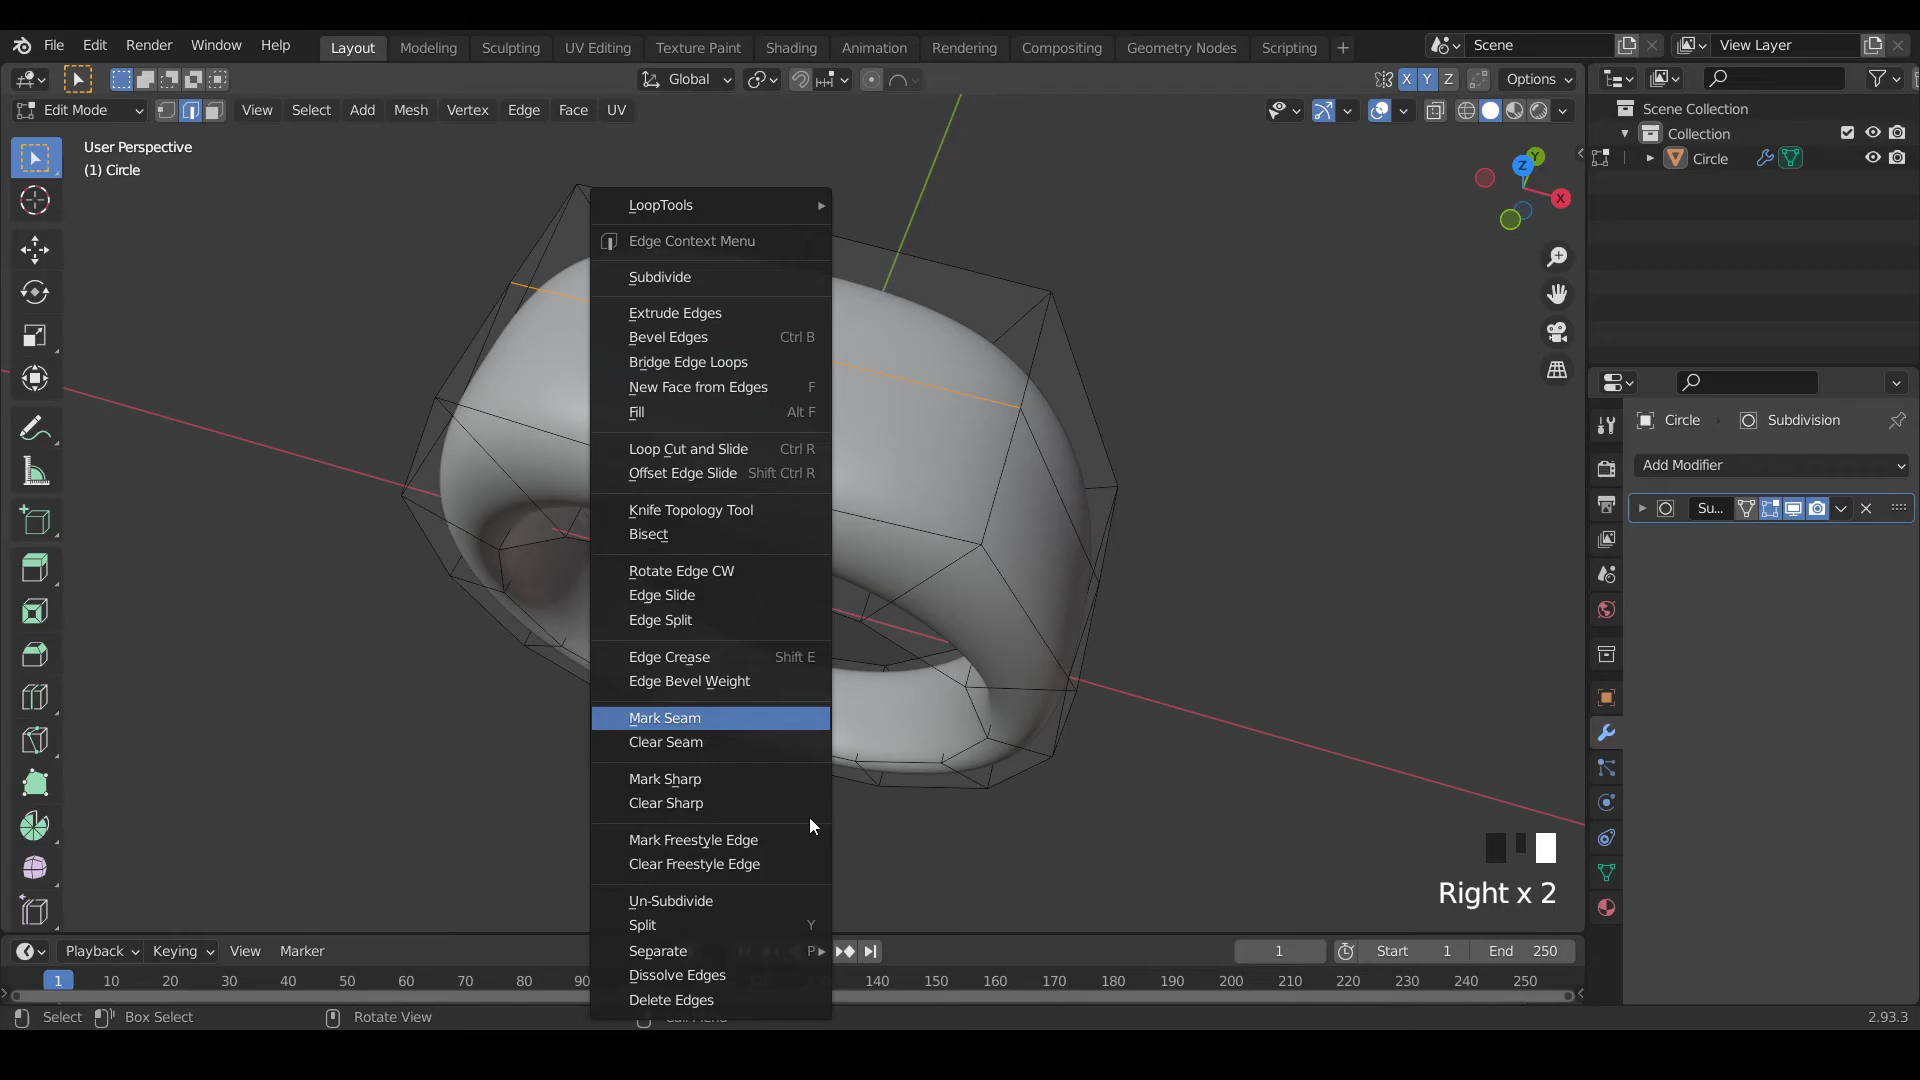 File Edit Render Window Help Layout Modeling Sculpting UV Editing Texture Paint Shading Animation Rendering Compositing Geometry Nodes Scripting + Scene View Layer
Global X Y Z Options
Edit Mode View Select Add Mesh Vertex Edge Face UV
Scene Collection
Collection
Circle
User Perspective
(1) Circle
Z Y X
LoopTools
Edge Context Menu
Subdivide
Extrude Edges
Bevel Edges Ctrl B
Bridge Edge Loops
New Face from Edges F
Fill Alt F
Loop Cut and Slide Ctrl R
Offset Edge Slide Shift Ctrl R
Knife Topology Tool
Bisect
Rotate Edge CW
Edge Slide
Edge Split
Edge Crease Shift E
Edge Bevel Weight
Mark Seam
Clear Seam
Mark Sharp
Clear Sharp
Mark Freestyle Edge
Clear Freestyle Edge
Un-Subdivide
Split Y
Separate P
Dissolve Edges
Delete Edges
Circle Subdivision
Add Modifier
Su...
Right x 2
Playback Keying View Marker 1 Start 1 End 250
1 10 20 30 40 50 60 70 80 140 150 160 170 180 190 200 210 220 230 240 250
Select Box Select Rotate View 2.93.3